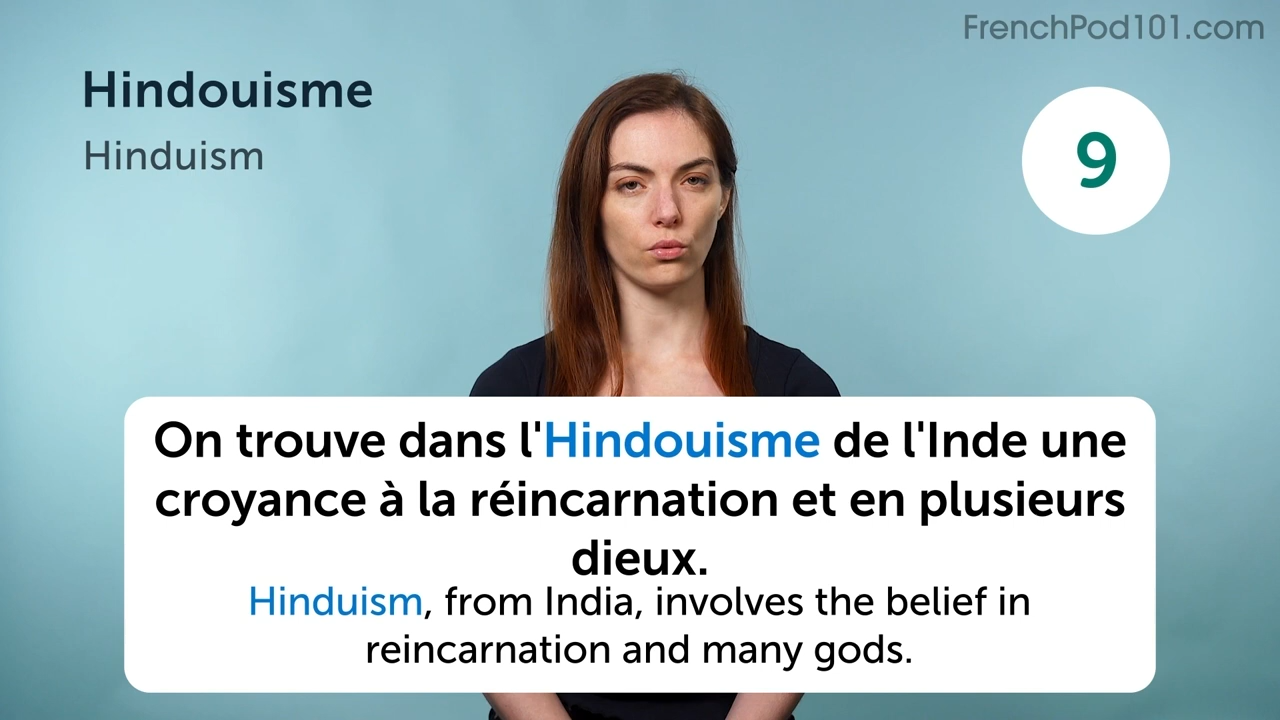 FrenchPod101.com
Hindouisme
Hinduism
9
On trouve dans l'Hindouisme de l'Inde une
croyance à la réincarnation et en plusieurs
dieux.
Hinduism, from India, involves the belief in
reincarnation and many gods.